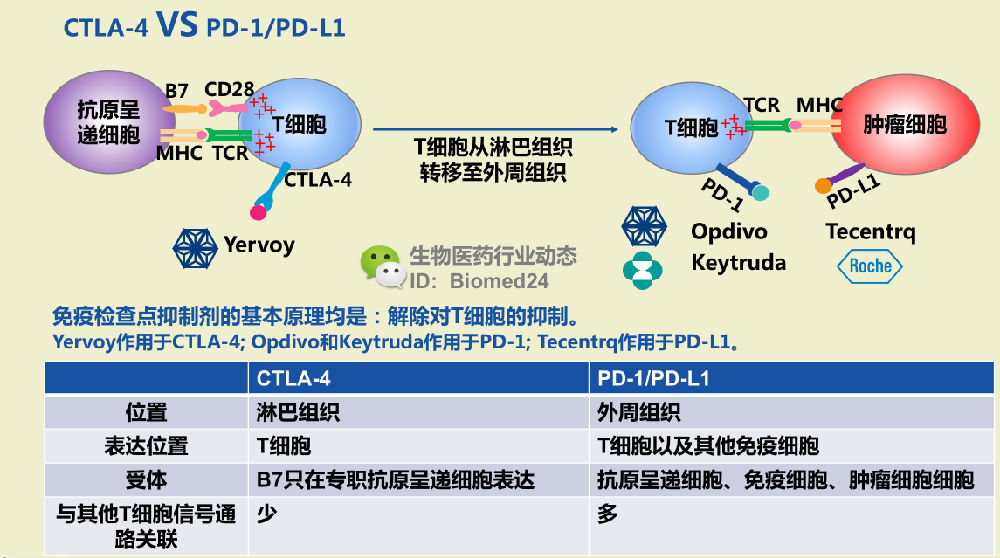 CTLA-4 VS PD-1/PD-L1
抗原呈
递细胞
B7
CD28
T细胞
MHC
TCR
CTLA-4
Yervoy
T细胞从淋巴组织
转移至外周组织
T细胞
TCR
MHC
肿瘤细胞
PD-1
PD-L1
Opdivo
Keytruda
Tecentrq
Roche
生物医药行业动态
ID: Biomed24
免疫检查点抑制剂的基本原理均是：解除对T细胞的抑制。
Yervoy作用于CTLA-4; Opdivo和Keytruda作用于PD-1; Tecentrq作用于PD-L1。
CTLA-4 PD-1/PD-L1
位置 淋巴组织 外周组织
表达位置 T细胞 T细胞以及其他免疫细胞
受体 B7只在专职抗原呈递细胞表达 抗原呈递细胞、免疫细胞、肿瘤细胞细胞
与其他T细胞信号通 少 多
路关联